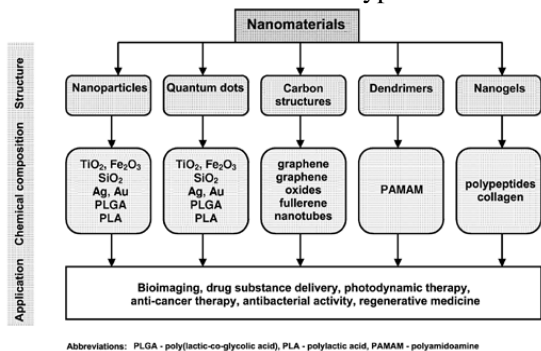 Nanomaterials
Structure
Nanoparticles
Quantum dots
Carbon
structures
Dendrimers
Nanogels
Chemical composition
TiO₂, Fe₂O₃
SiO₂
Ag, Au
PLGA
PLA
TiO₂, Fe₂O₃
SiO₂
Ag, Au
PLGA
PLA
graphene
graphene
oxides
fullerene
nanotubes
PAMAM
polypeptides
collagen
Application
Bioimaging, drug substance delivery, photodynamic therapy,
anti-cancer therapy, antibacterial activity, regenerative medicine
Abbreviations: PLGA - poly(lactic-co-glycolic acid), PLA - polylactic acid, PAMAM - polyamidoamine